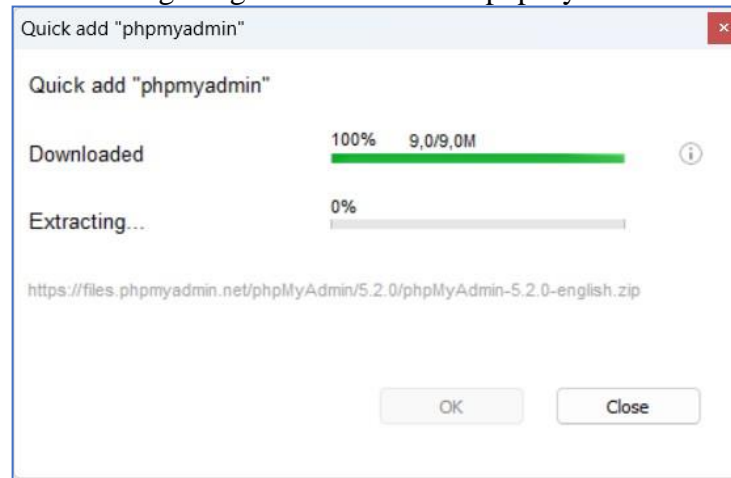 Quick add "phpmyadmin"
Quick add "phpmyadmin"
Downloaded
100% 9,0/9,0M
Extracting...
0%
https://files.phpmyadmin.net/phpMyAdmin/5.2.0/phpMyAdmin-5.2.0-english.zip
OK Close